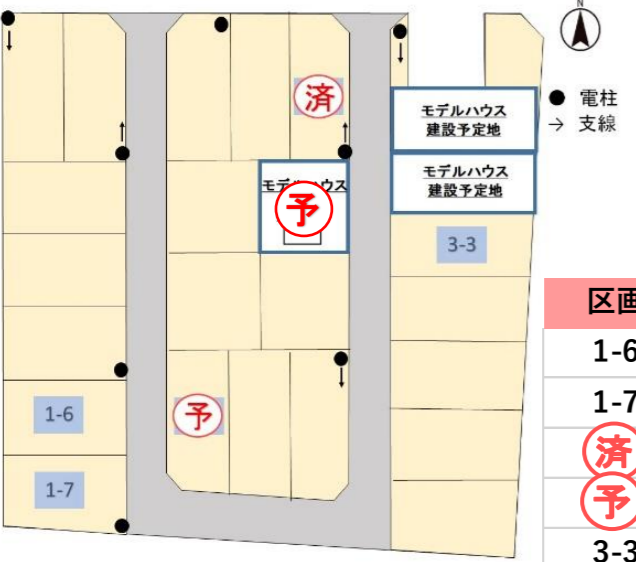 N
● 電柱
→ 支線
済
モデルハウス
建設予定地
モデルハウス
建設予定地
モデルハウス
予
3-3
予
1-6
1-7
区画
1-6
1-7
済
予
3-3